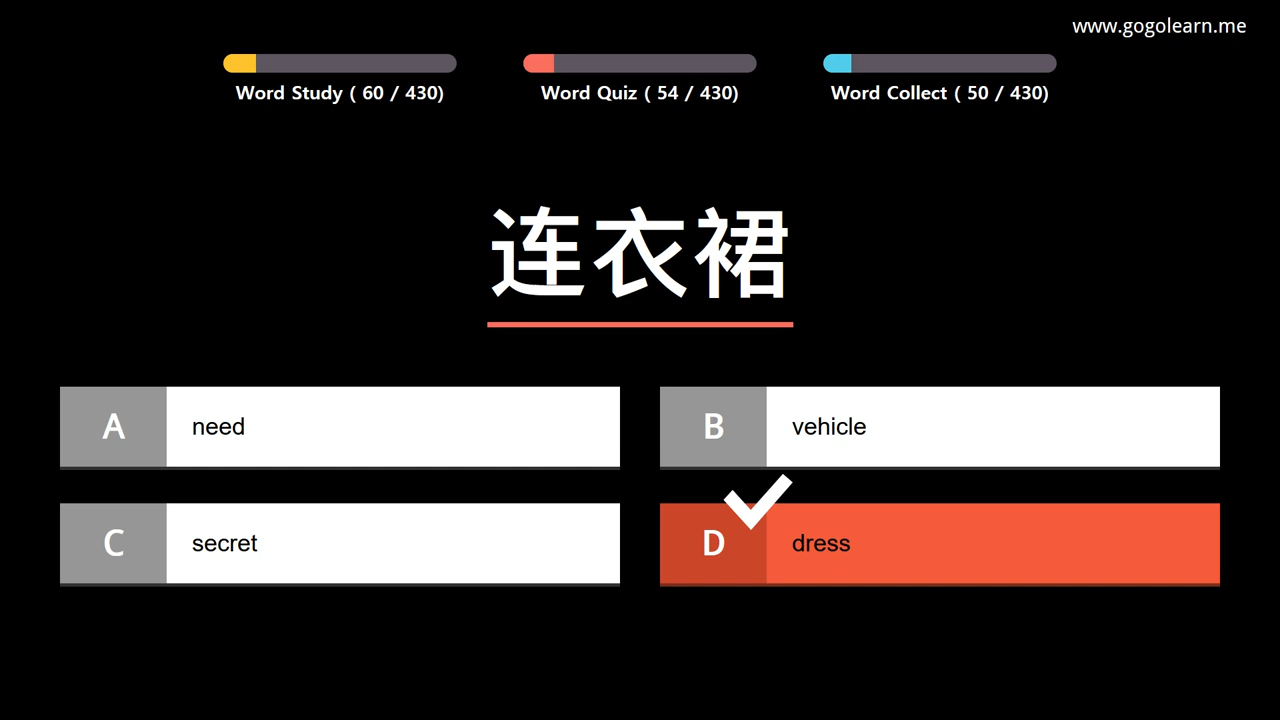 www.gogolearn.me
Word Study ( 60 / 430)
Word Quiz ( 54 / 430)
Word Collect ( 50 / 430)
连衣裙
A need
B vehicle
C secret
D dress